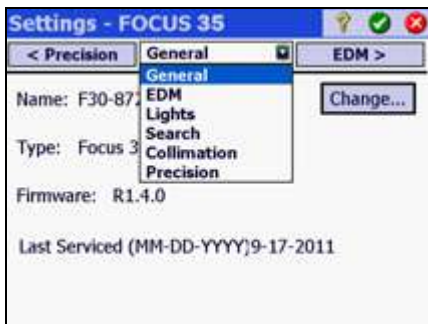 Settings - FOCUS 35
< Precision General EDM >
General
EDM
Lights
Search
Collimation
Precision
Name: F30-87
Change...
Type: Focus 3
Firmware: R1.4.0
Last Serviced (MM-DD-YYYY)9-17-2011